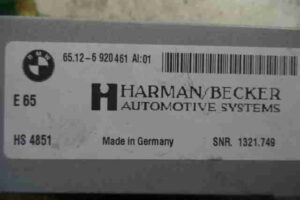 BMW
65.12-6 920 461 AI:01
E 65
HARMAN/BECKER
AUTOMOTIVE SYSTEMS
HS 4851
Made in Germany
SNR. 1321.749